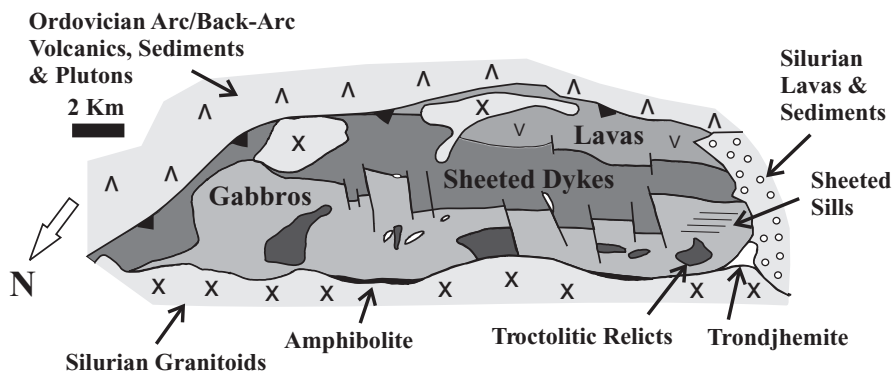 Ordovician Arc/Back-Arc
Volcanics, Sediments
& Plutons
2 Km
Silurian
Lavas &
Sediments
Lavas
Gabbros
Sheeted Dykes
Sheeted
Sills
N
Amphibolite
Troctolitic Relicts
Trondjhemite
Silurian Granitoids